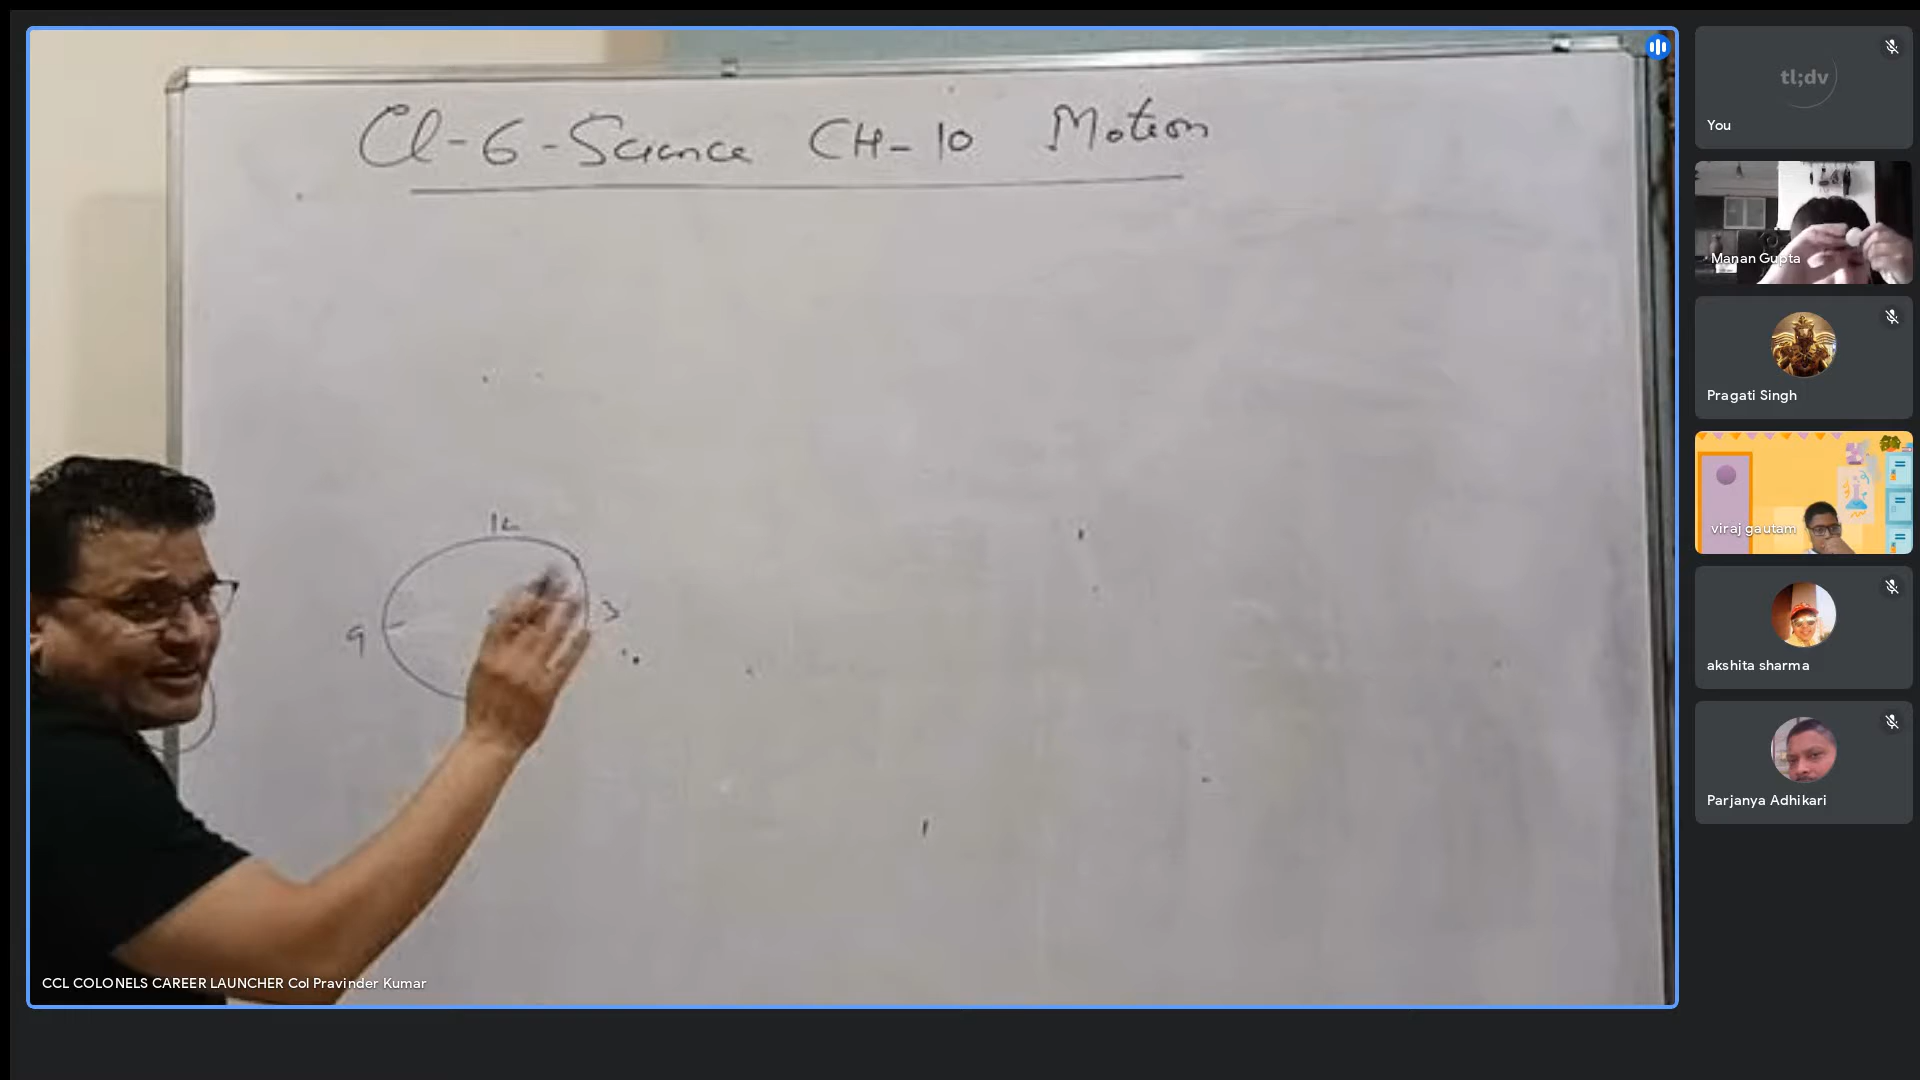 Cl-6-Science CH-10 Motion
12
9
3
CCL COLONELS CAREER LAUNCHER Col Pravinder Kumar
tl;dv
You
Manan Gupta
Pragati Singh
viraj gautam
akshita sharma
Parjanya Adhikari